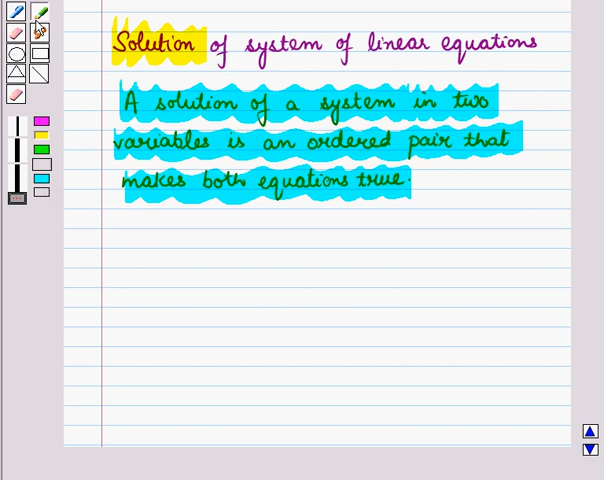 Solution of system of linear equations
A solution of a system in two
variables is an ordered pair that
makes both equations true.